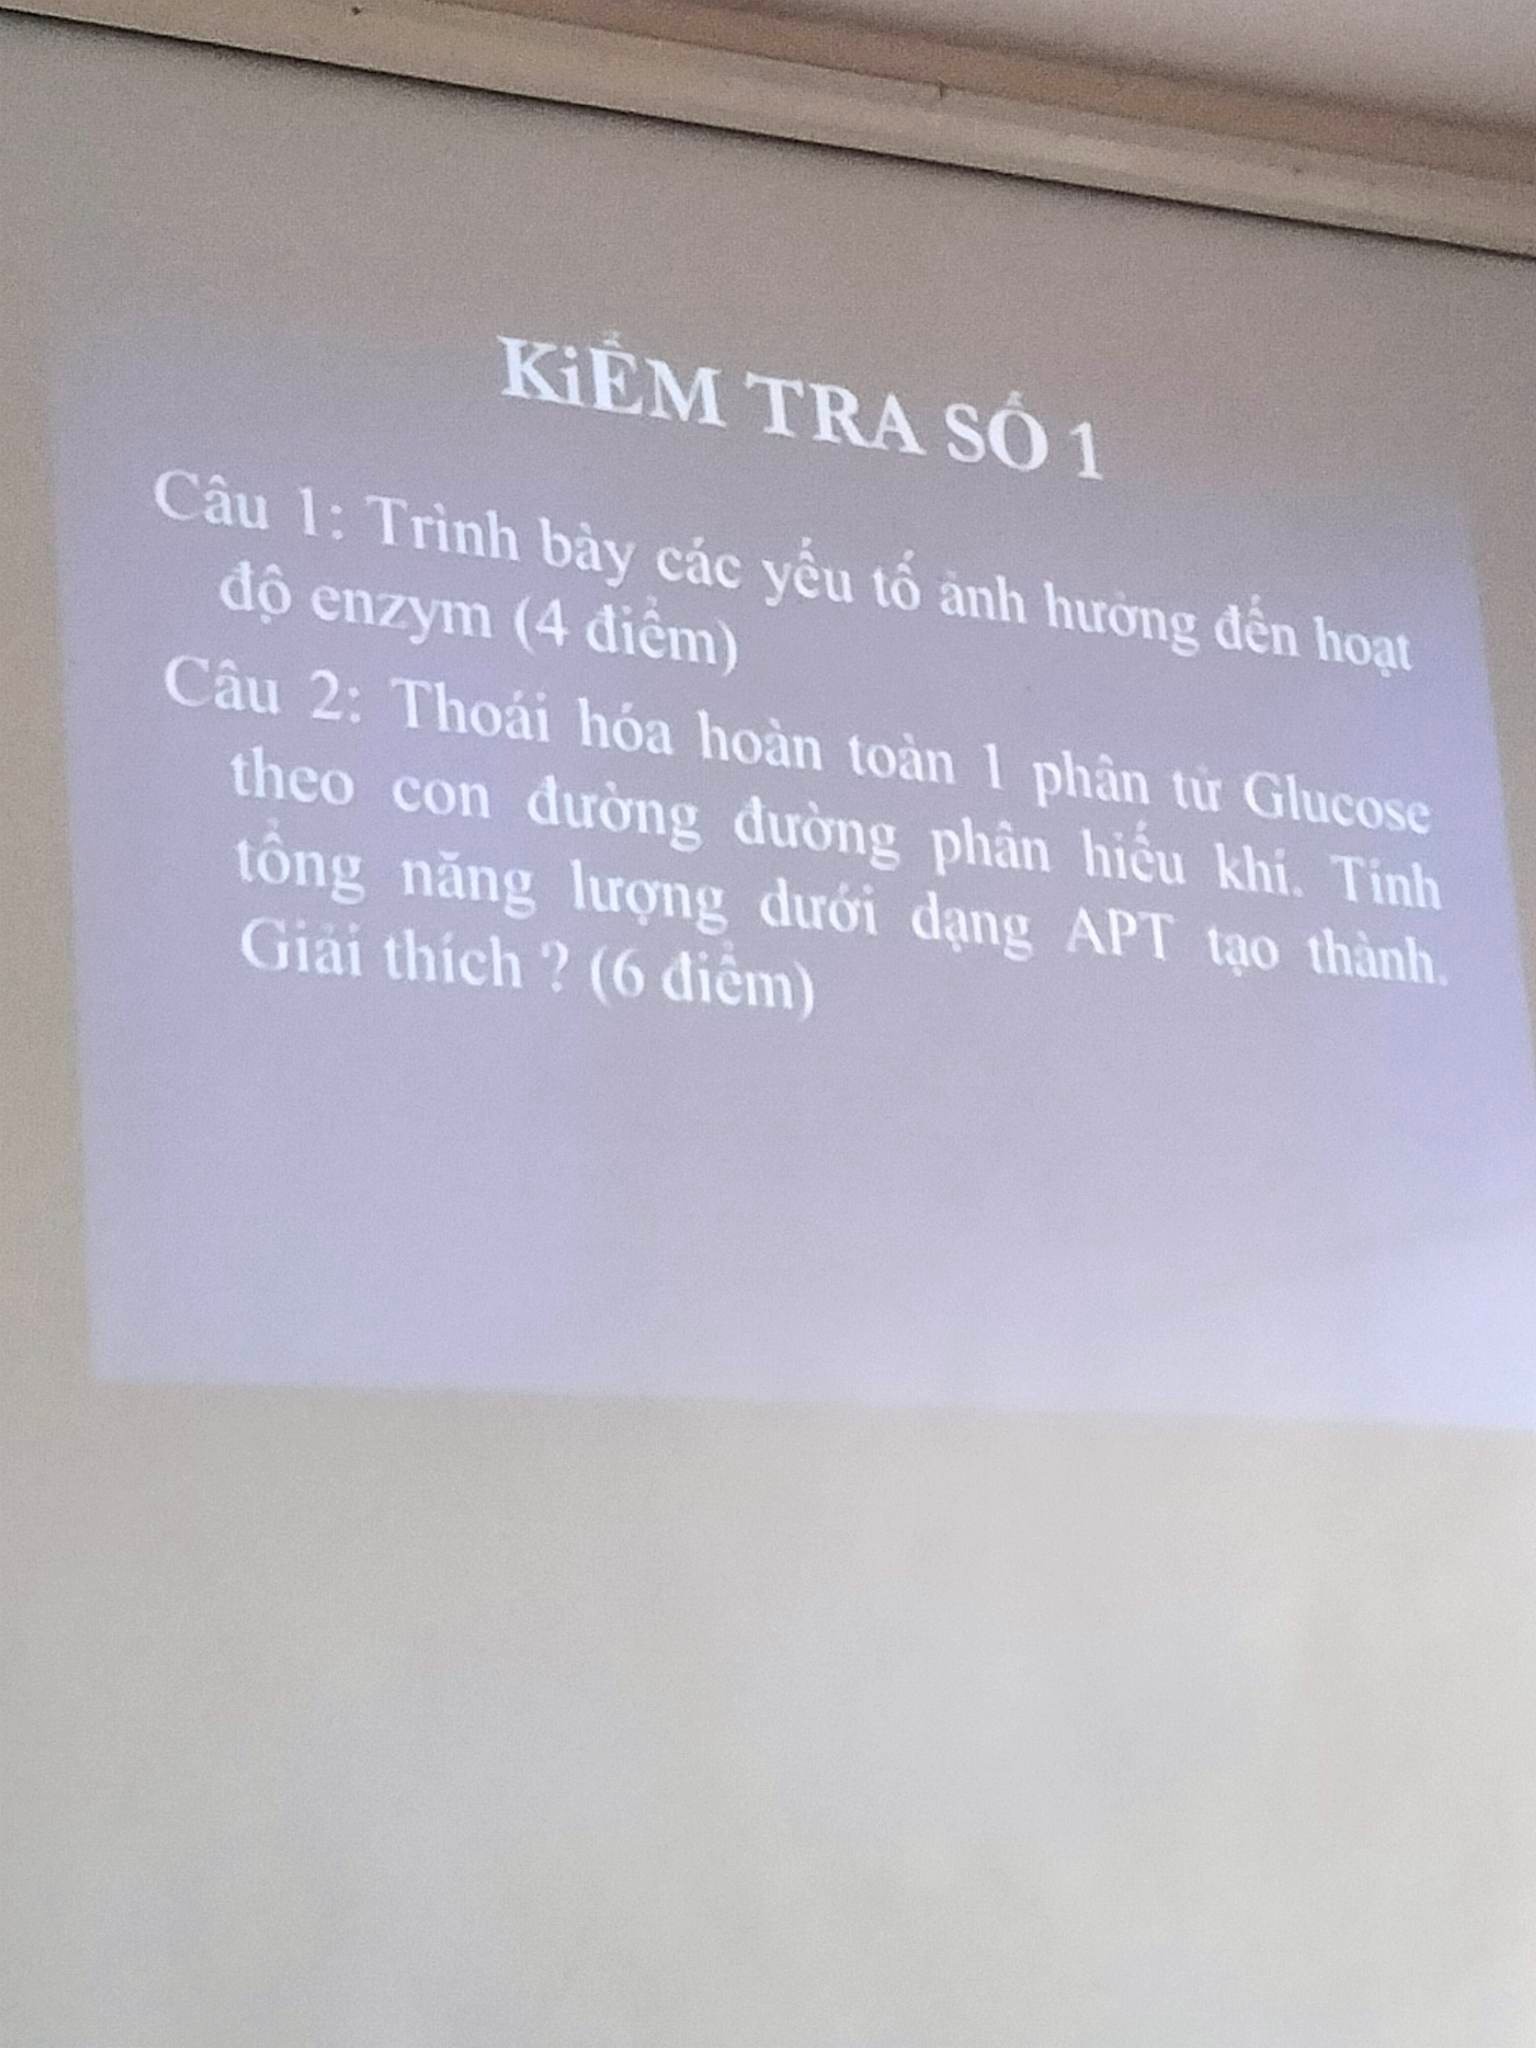 KiỂM TRA SỐ 1
Câu 1: Trình bày các yếu tố ảnh hưởng đến hoạt
độ enzym (4 điểm)
Câu 2: Thoái hóa hoàn toàn 1 phân tử Glucose
theo con đường đường phân hiếu khí. Tính
tổng năng lượng dưới dạng APT tạo thành.
Giải thích ? (6 điểm)